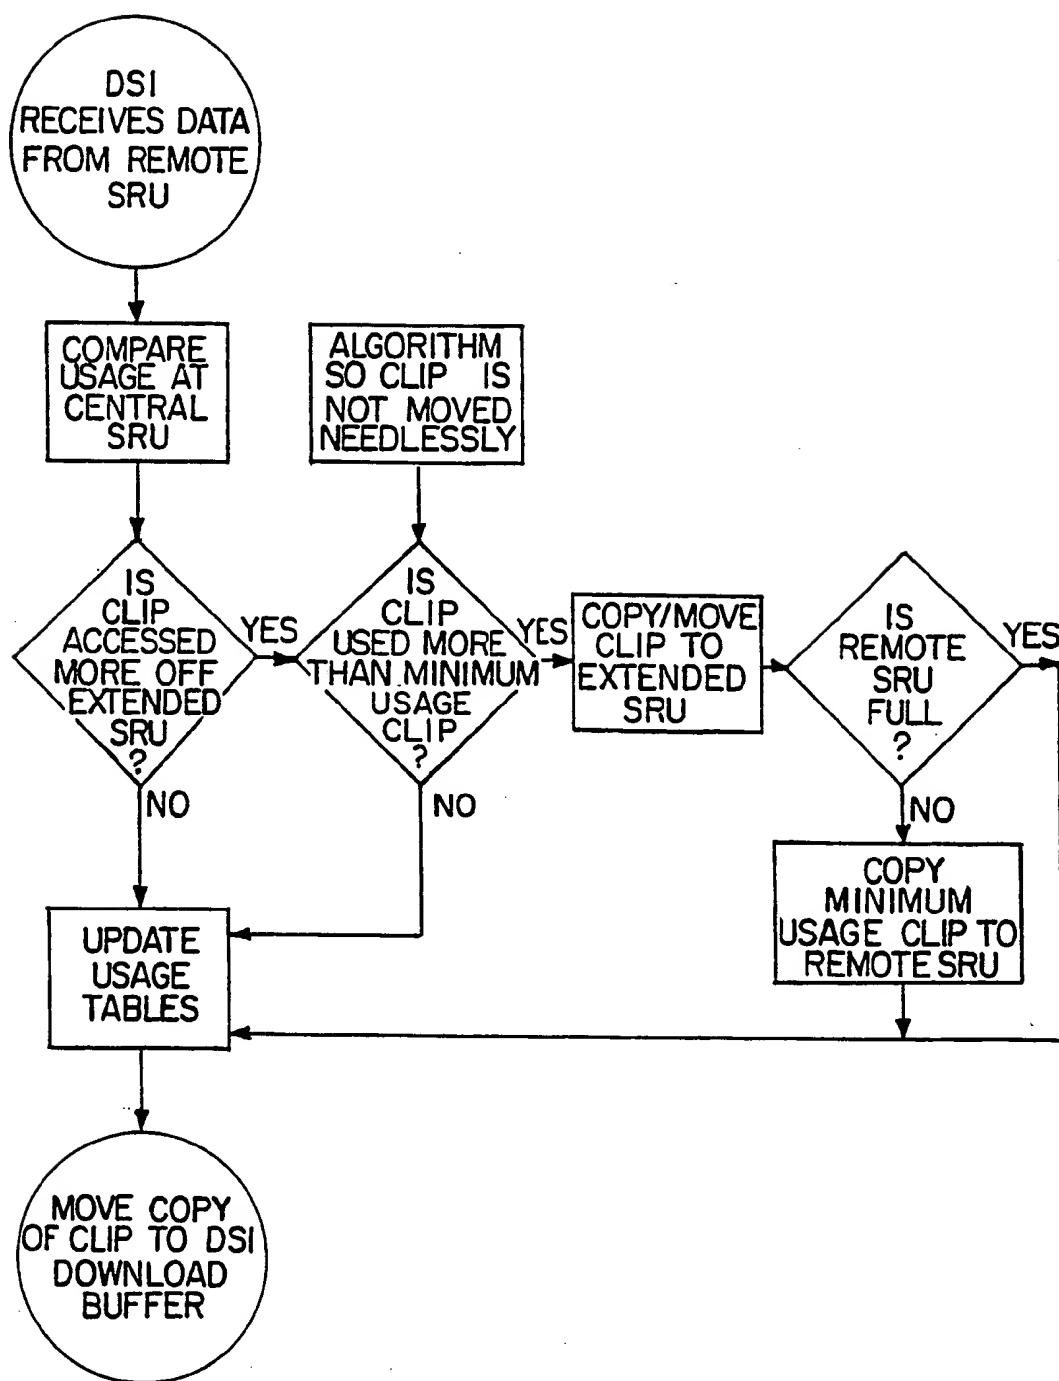 DSI
RECEIVES DATA
FROM REMOTE
SRU
COMPARE
USAGE AT
CENTRAL
SRU
ALGORITHM
SO CLIP IS
NOT MOVED
NEEDLESSLY
IS
CLIP
ACCESSED
MORE OFF
EXTENDED
SRU
?
YES
NO
IS
CLIP
USED MORE
THAN MINIMUM
USAGE
CLIP
?
YES
NO
COPY/MOVE
CLIP TO
EXTENDED
SRU
IS
REMOTE
SRU
FULL
?
YES
NO
COPY
MINIMUM
USAGE CLIP TO
REMOTE SRU
UPDATE
USAGE
TABLES
MOVE COPY
OF CLIP TO DSI
DOWNLOAD
BUFFER